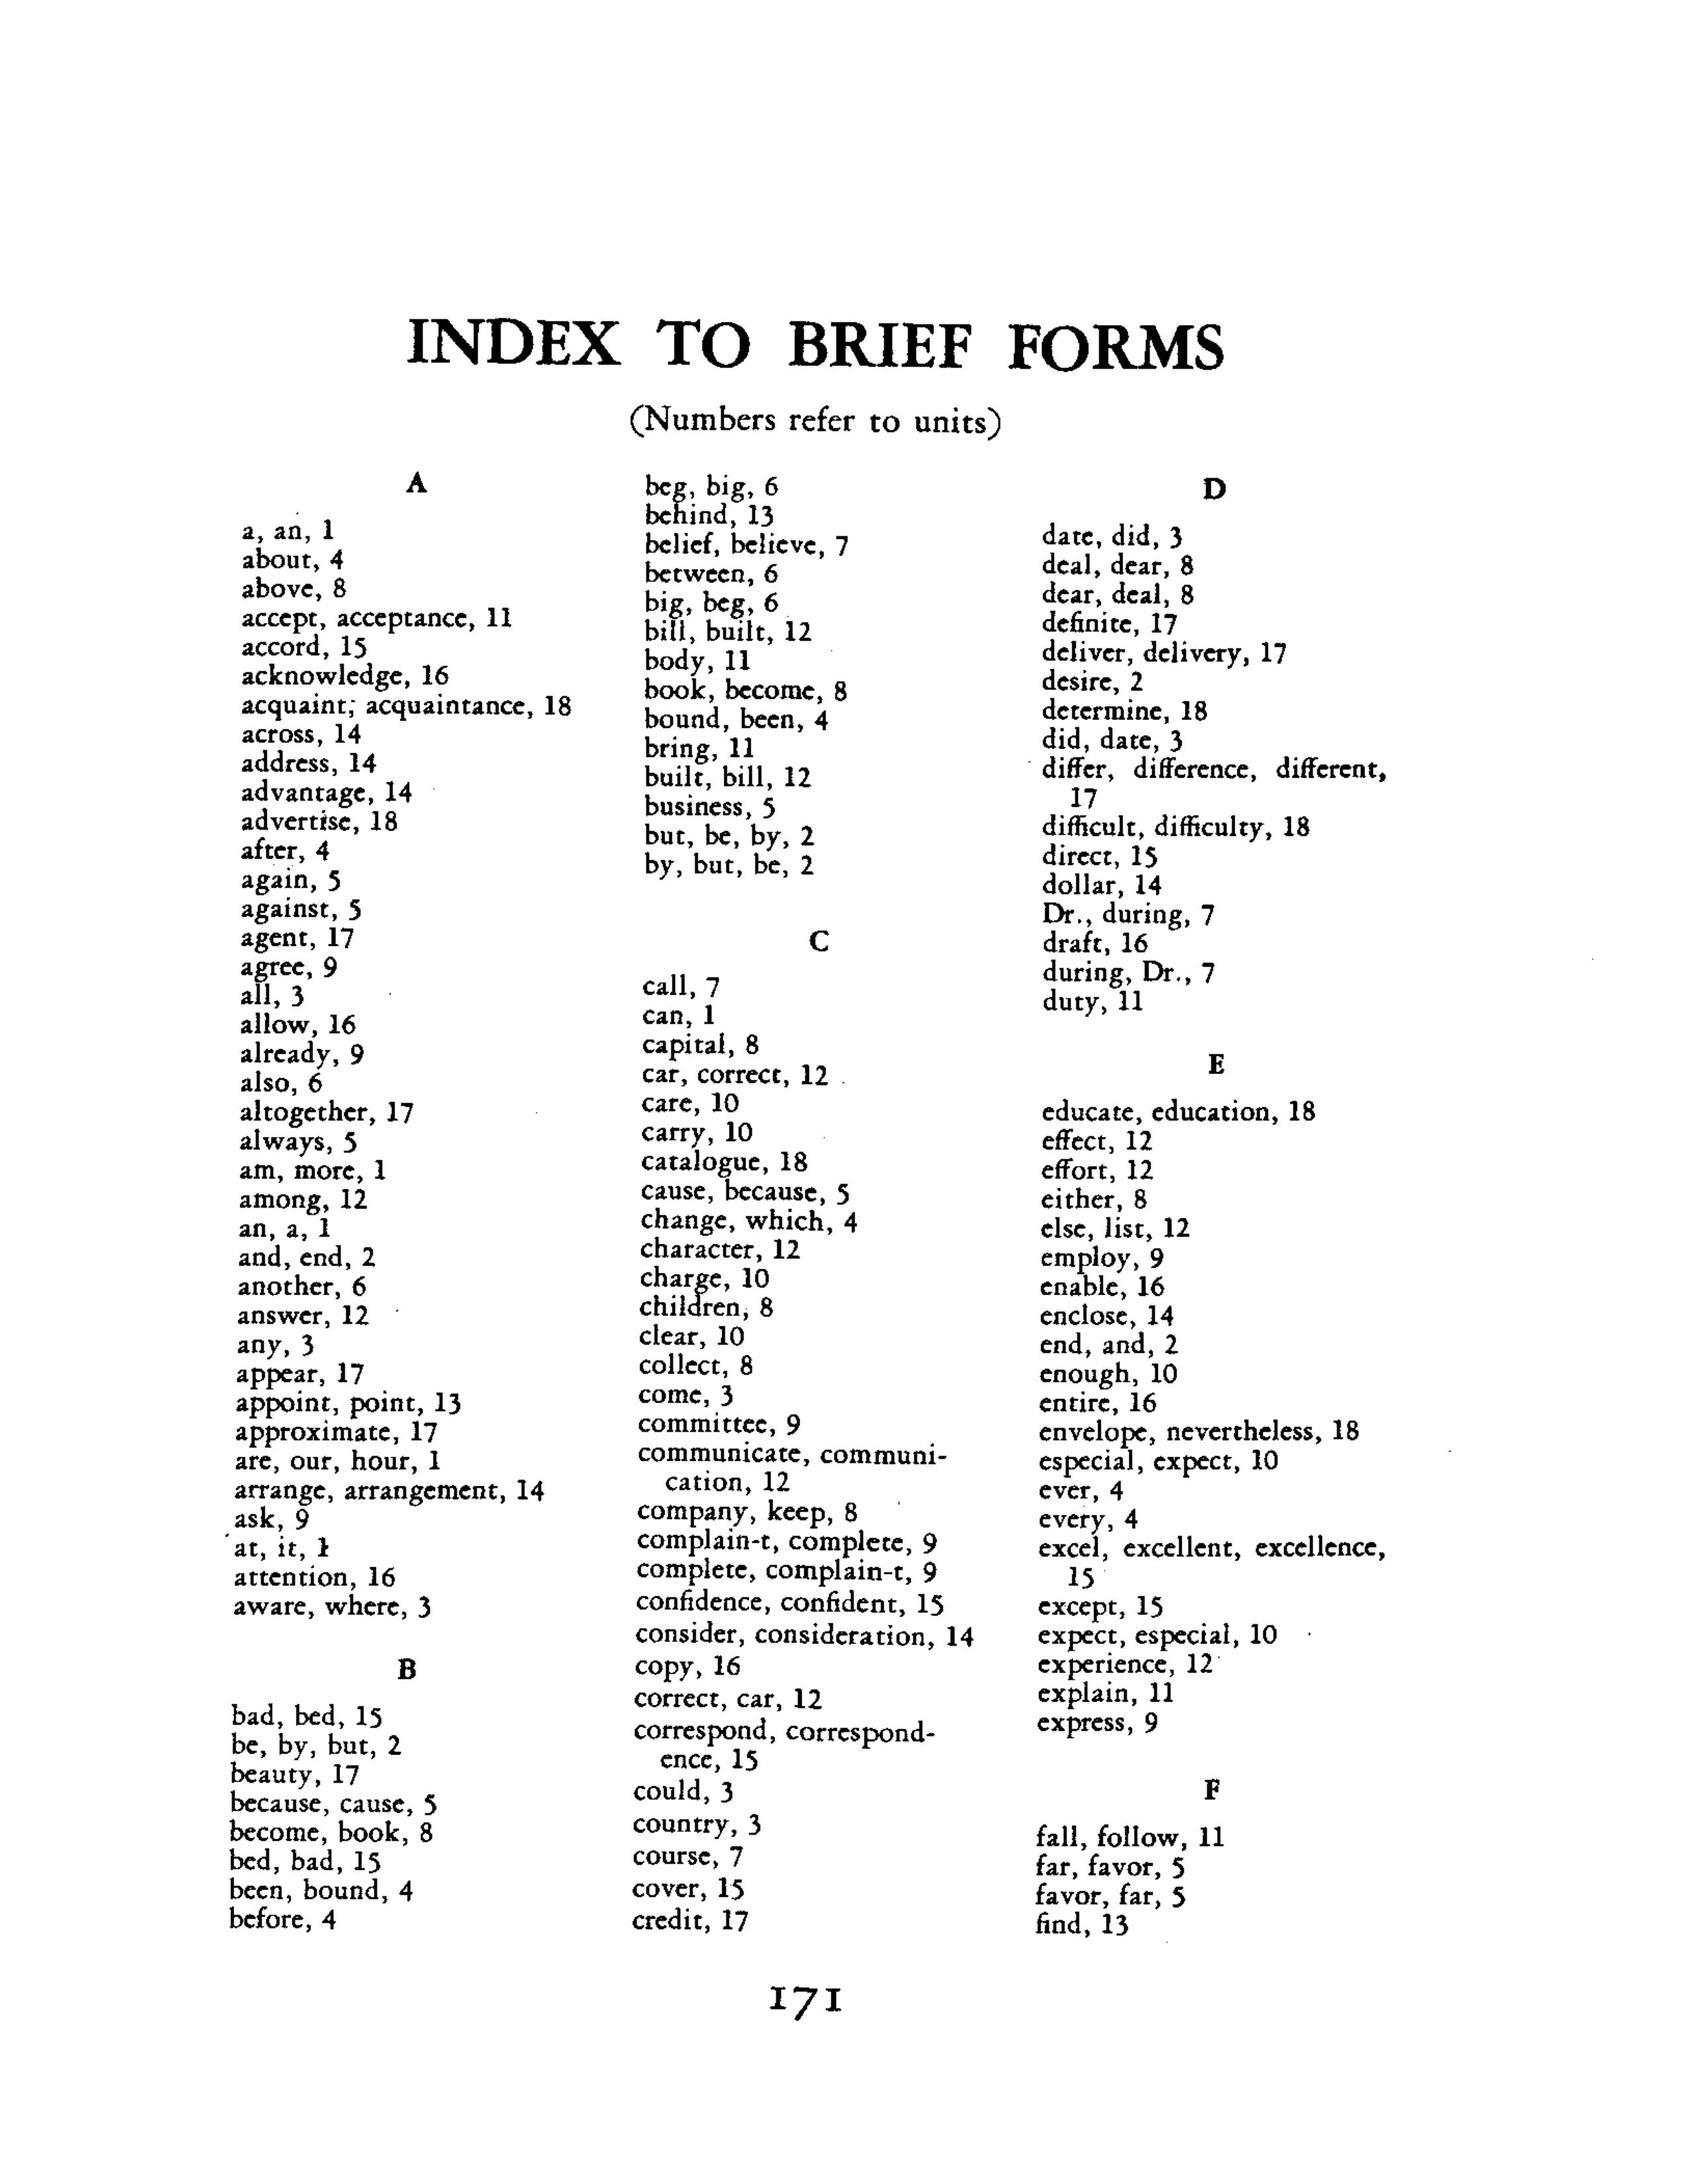 INDEX TO BRIEF FORMS
(Numbers refer to units)
A
a, an, 1
about, 4
above, 8
accept, acceptance, 11
accord, 15
acknowledge, 16
acquaint; acquaintance, 18
across, 14
address, 14
advantage, 14
advertise, 18
after, 4
again, 5
against, 5
agent, 17
agree, 9
all, 3
allow, 16
already, 9
also, 6
altogether, 17
always, 5
am, more, 1
among, 12
an, a, 1
and, end, 2
another, 6
answer, 12
any, 3
appear, 17
appoint, point, 13
approximate, 17
are, our, hour, 1
arrange, arrangement, 14
ask, 9
at, it, 1
attention, 16
aware, where, 3
B
bad, bed, 15
be, by, but, 2
beauty, 17
because, cause, 5
become, book, 8
bed, bad, 15
been, bound, 4
before, 4
beg, big, 6
behind, 13
belief, believe, 7
between, 6
big, beg, 6
bill, built, 12
body, 11
book, become, 8
bound, been, 4
bring, 11
built, bill, 12
business, 5
but, be, by, 2
by, but, be, 2
C
call, 7
can, 1
capital, 8
car, correct, 12
care, 10
carry, 10
catalogue, 18
cause, because, 5
change, which, 4
character, 12
charge, 10
children, 8
clear, 10
collect, 8
come, 3
committee, 9
communicate, communi-
cation, 12
company, keep, 8
complain-t, complete, 9
complete, complain-t, 9
confidence, confident, 15
consider, consideration, 14
copy, 16
correct, car, 12
correspond, correspond-
ence, 15
could, 3
country, 3
course, 7
cover, 15
credit, 17
D
date, did, 3
deal, dear, 8
dear, deal, 8
definite, 17
deliver, delivery, 17
desire, 2
determine, 18
did, date, 3
differ, difference, different,
17
difficult, difficulty, 18
direct, 15
dollar, 14
Dr., during, 7
draft, 16
during, Dr., 7
duty, 11
E
educate, education, 18
effect, 12
effort, 12
either, 8
else, list, 12
employ, 9
enable, 16
enclose, 14
end, and, 2
enough, 10
entire, 16
envelope, nevertheless, 18
especial, expect, 10
ever, 4
every, 4
excel, excellent, excellence,
15
except, 15
expect, especial, 10
experience, 12
explain, 11
express, 9
F
fall, follow, 11
far, favor, 5
favor, far, 5
find, 13
171